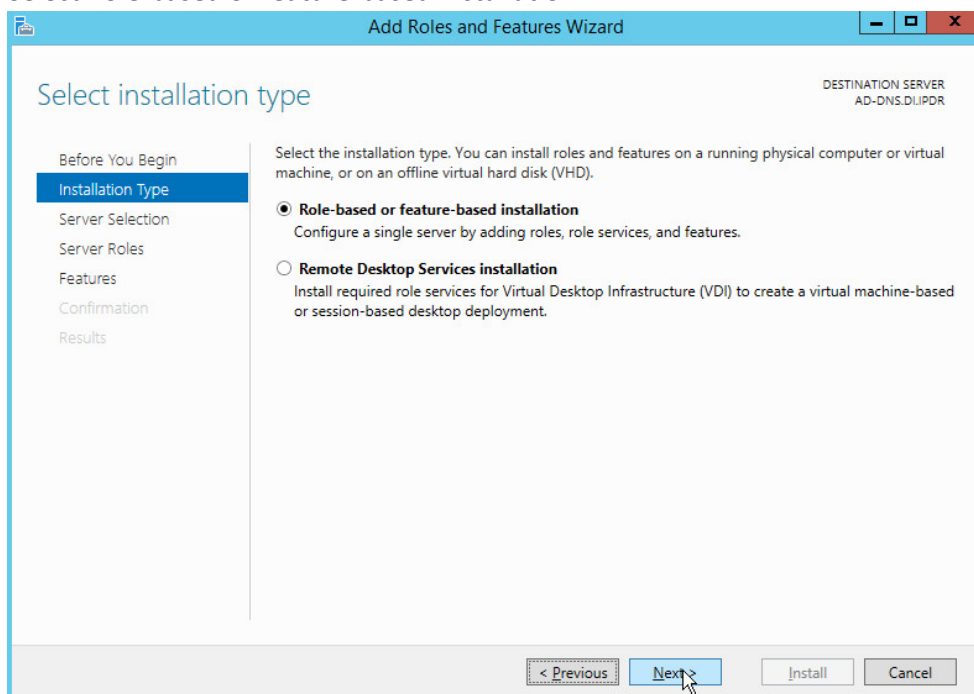 Add Roles and Features Wizard
Select installation type
DESTINATION SERVER
AD-DNS.DI.IPDR
Before You Begin
Installation Type
Server Selection
Server Roles
Features
Confirmation
Results
Select the installation type. You can install roles and features on a running physical computer or virtual
machine, or on an offline virtual hard disk (VHD).
Role-based or feature-based installation
Configure a single server by adding roles, role services, and features.
Remote Desktop Services installation
Install required role services for Virtual Desktop Infrastructure (VDI) to create a virtual machine-based
or session-based desktop deployment.
< Previous
Next >
Install
Cancel